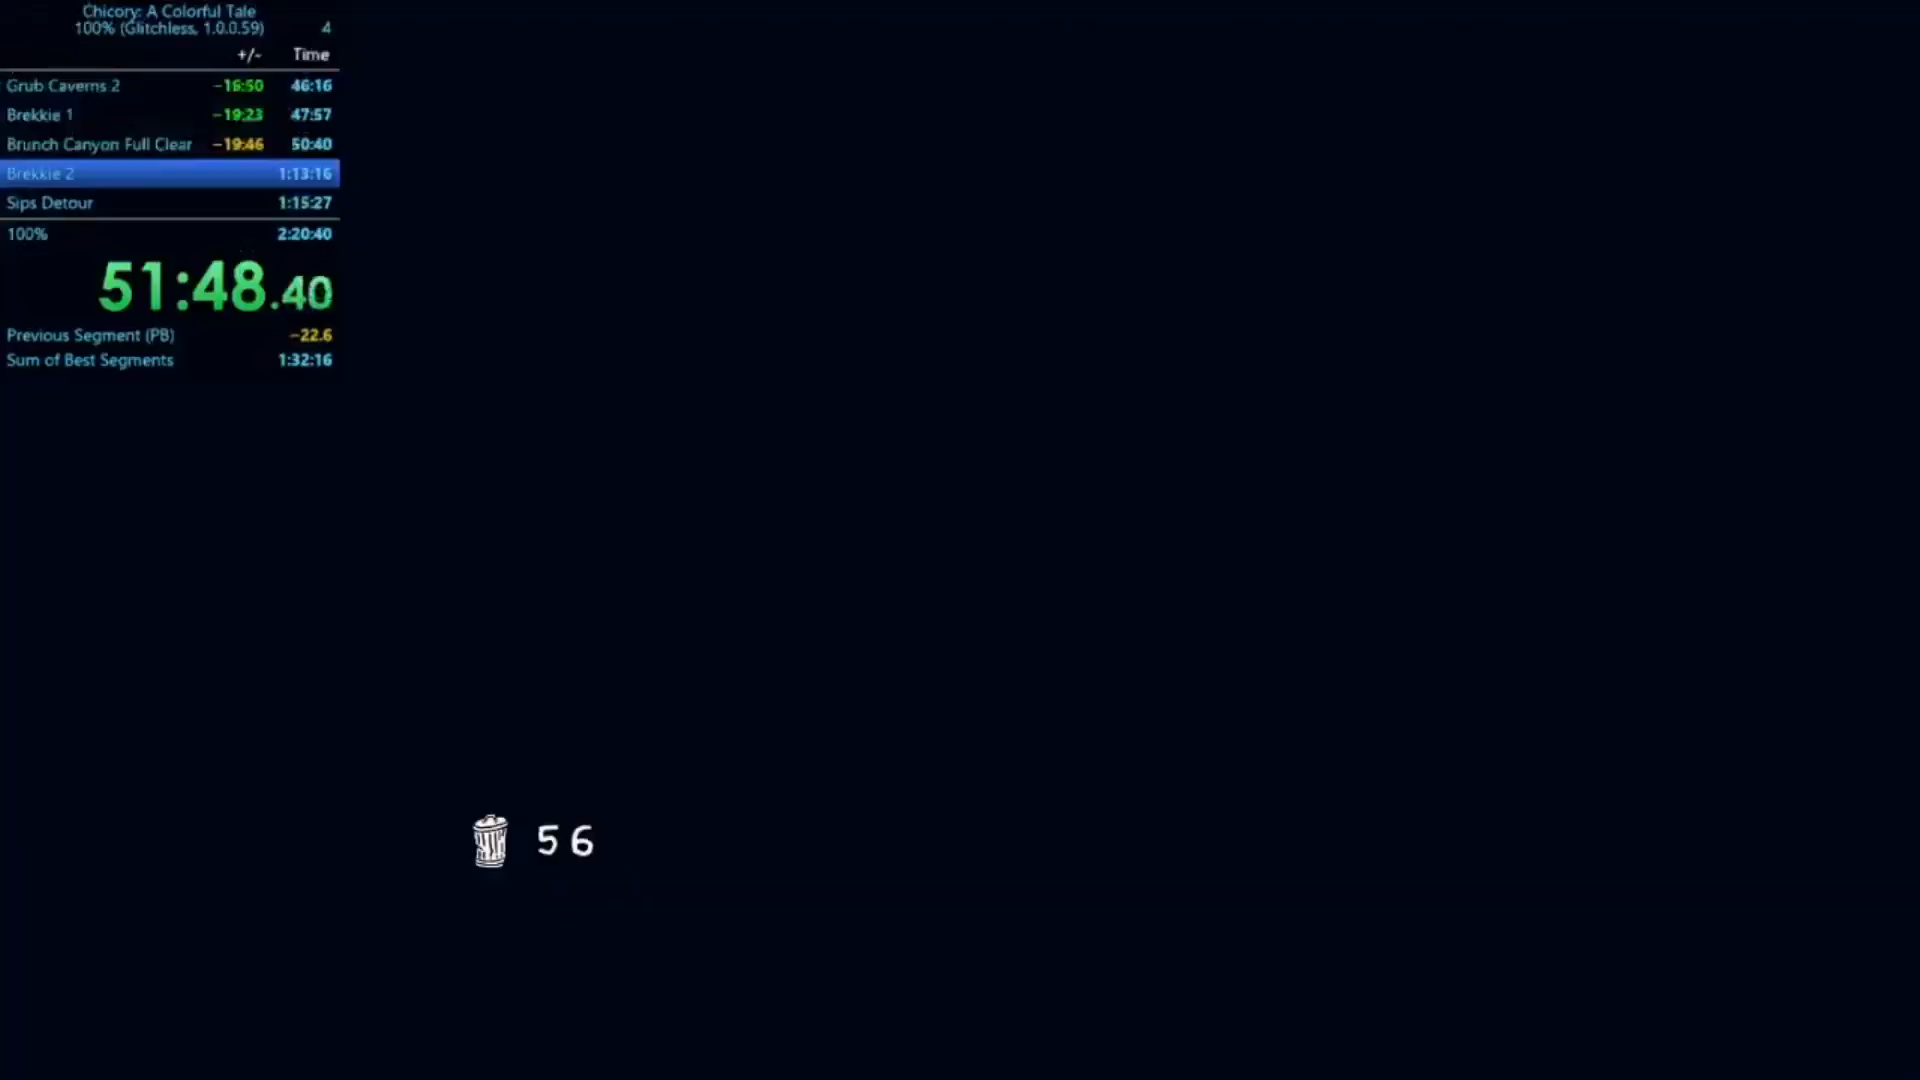 Chicory: A Colorful Tale
100% (Glitchless, 1.0.0.59) 4
+/- Time
Grub Caverns 2 -16:50 46:16
Brekkie 1 -19:23 47:57
Brunch Canyon Full Clear -19:46 50:40
Brekkie 2 1:13:16
Sips Detour 1:15:27
100% 2:20:40
51:48.40
Previous Segment (PB) -22.6
Sum of Best Segments 1:32:16
56